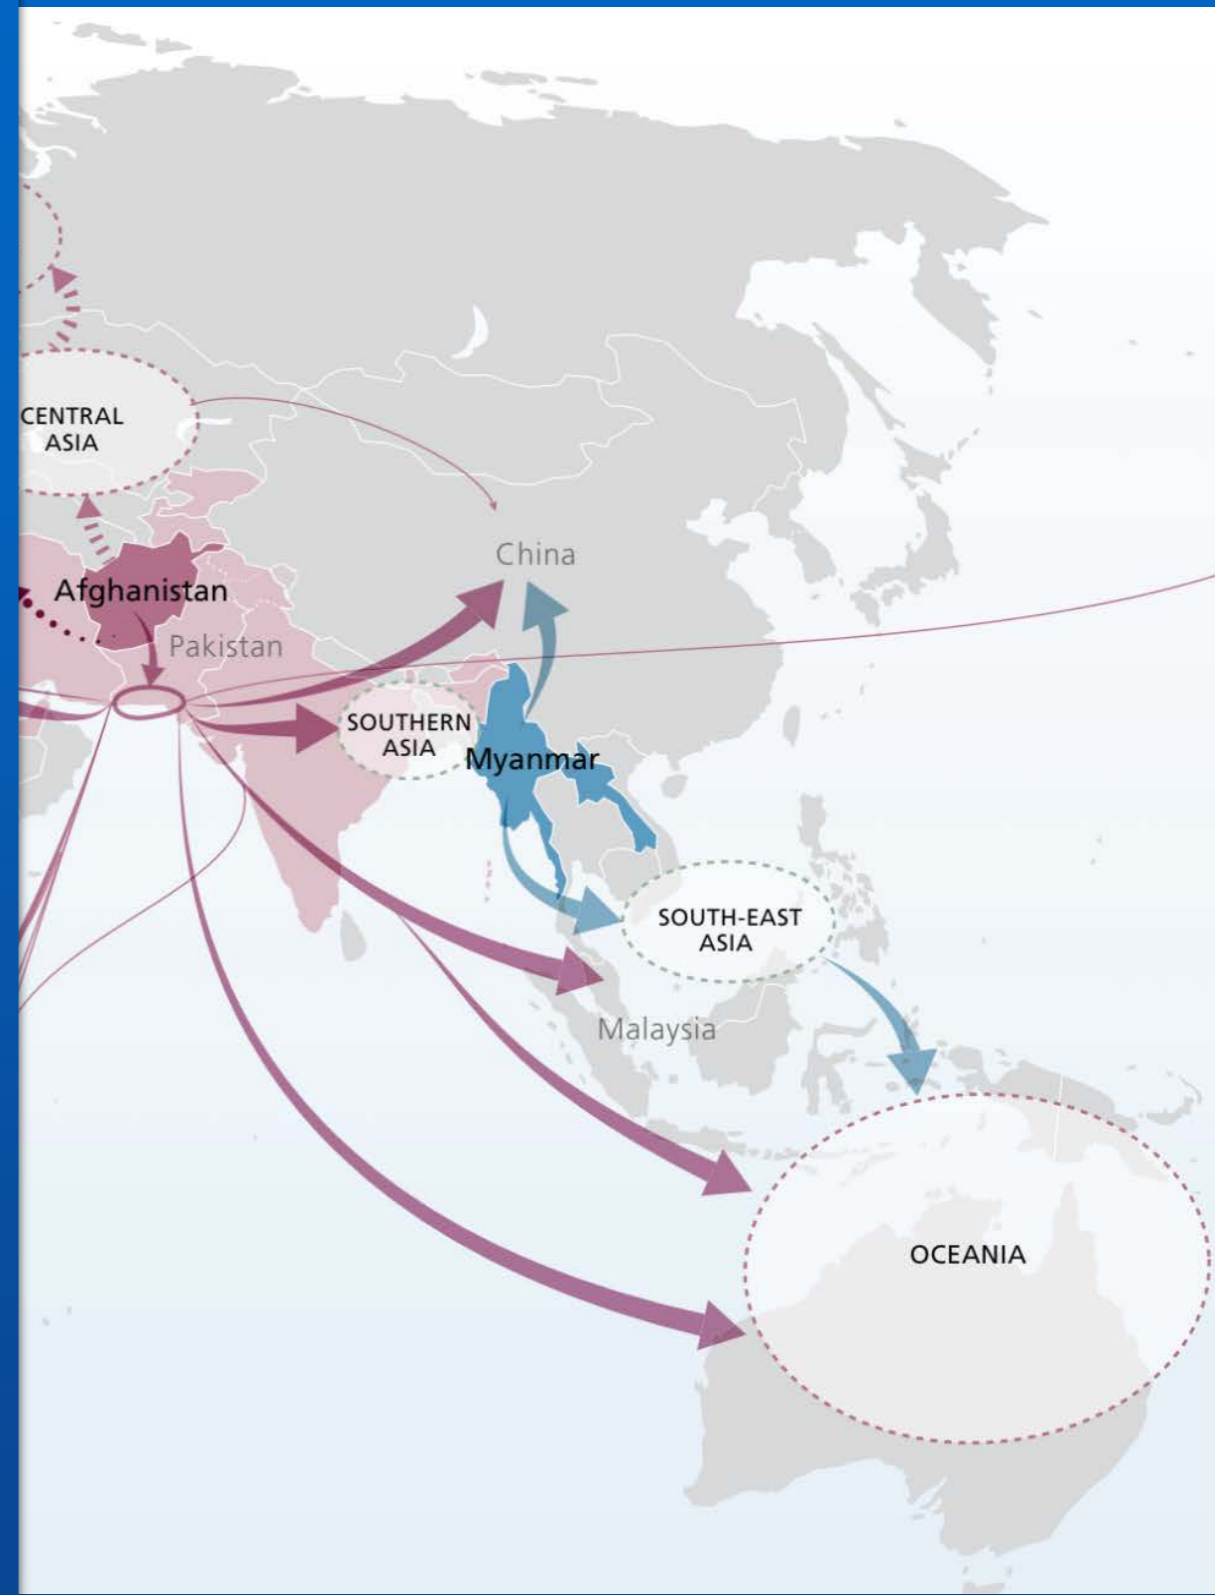 CENTRAL
ASIA
China
Afghanistan
Pakistan
SOUTHERN
ASIA
Myanmar
SOUTH-EAST
ASIA
Malaysia
OCEANIA